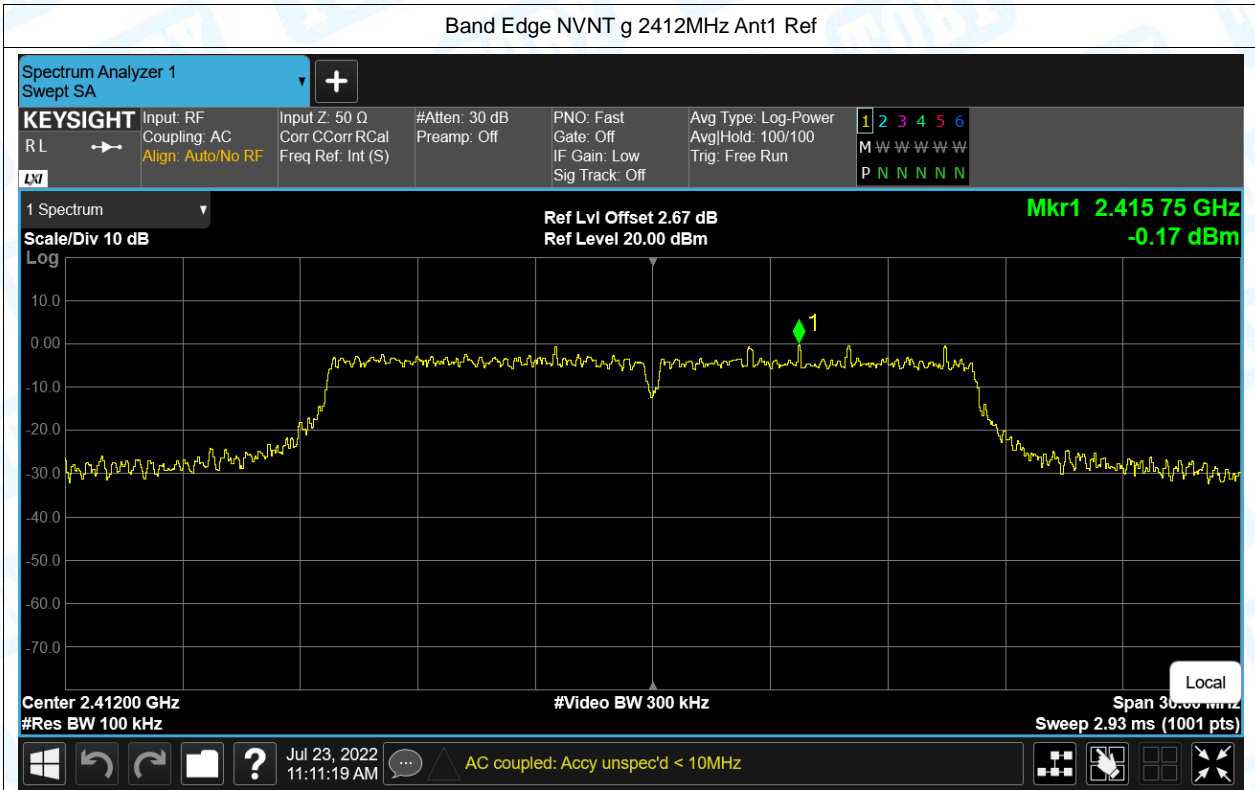 Band Edge NVNT g 2412MHz Ant1 Ref
Spectrum Analyzer 1
Swept SA
+
KEYSIGHT
RL
LXI
Input: RF
Coupling: AC
Align: Auto/No RF
Input Z: 50 Ω
Corr CCorr RCal
Freq Ref: Int (S)
#Atten: 30 dB
Preamp: Off
PNO: Fast
Gate: Off
IF Gain: Low
Sig Track: Off
Avg Type: Log-Power
Avg|Hold: 100/100
Trig: Free Run
1 2 3 4 5 6
M W W W W W
P N N N N N
1 Spectrum
Scale/Div 10 dB
Log
Ref Lvl Offset 2.67 dB
Ref Level 20.00 dBm
Mkr1 2.415 75 GHz
-0.17 dBm
10.0
0.00
-10.0
-20.0
-30.0
-40.0
-50.0
-60.0
-70.0
1
Local
Center 2.41200 GHz
#Res BW 100 kHz
#Video BW 300 kHz
Span 30.00 MHz
Sweep 2.93 ms (1001 pts)
?
Jul 23, 2022
11:11:19 AM
AC coupled: Accy unspec'd < 10MHz